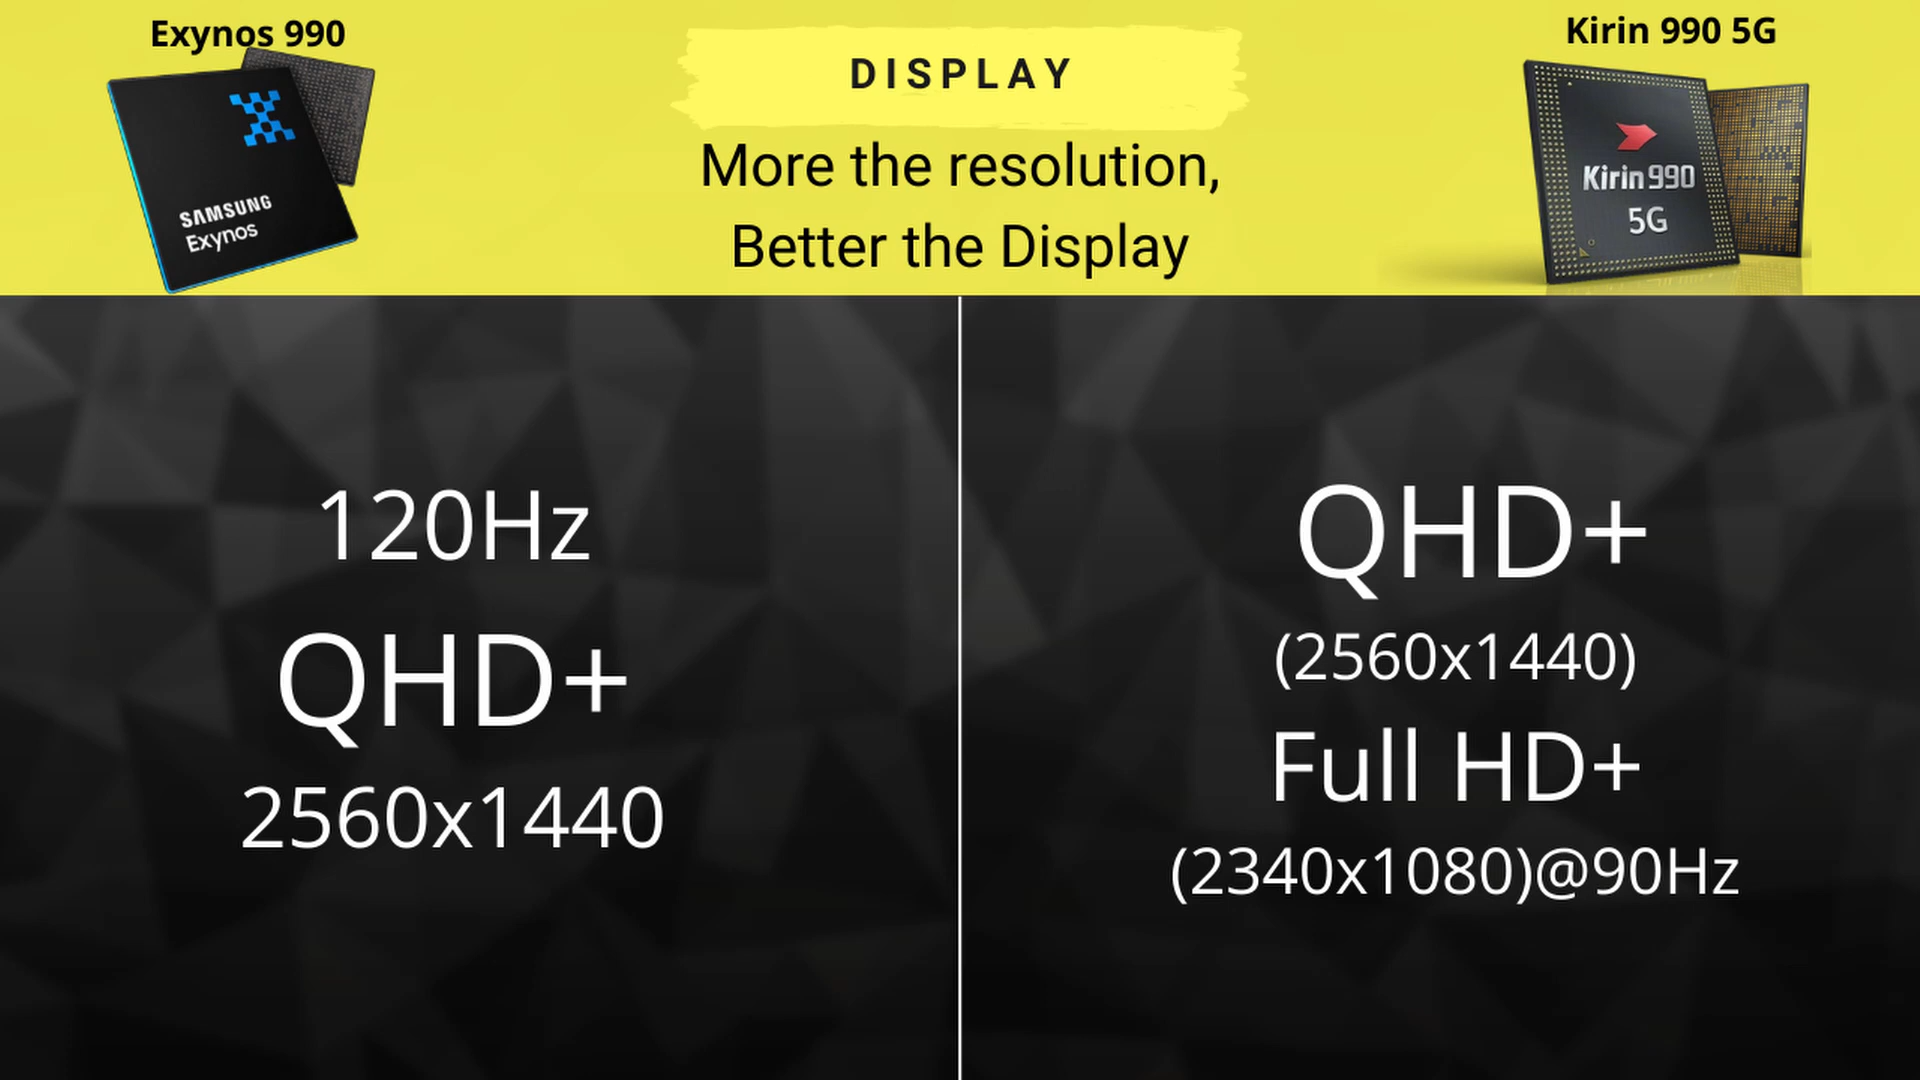 Exynos 990
SAMSUNG
Exynos
DISPLAY
More the resolution,
Better the Display
Kirin 990 5G
Kirin 990
5G
120Hz
QHD+
2560x1440
QHD+
(2560x1440)
Full HD+
(2340x1080)@90Hz